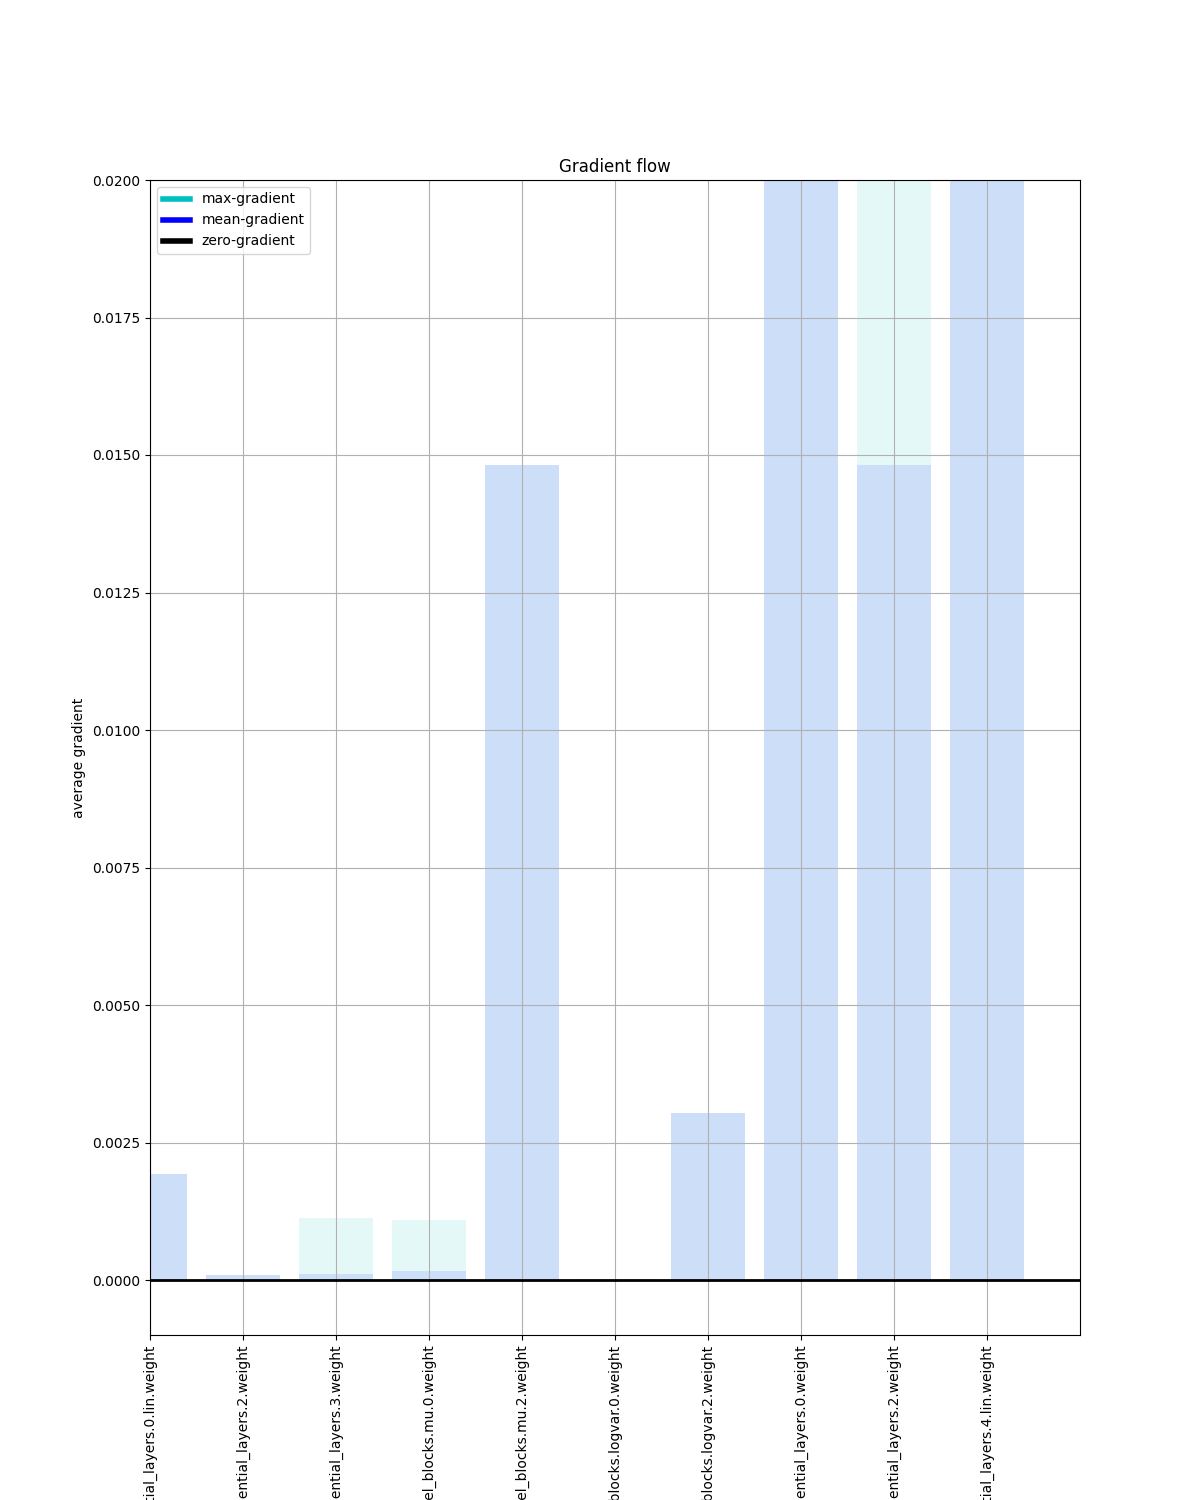 Gradient flow
max-gradient
mean-gradient
zero-gradient
0.0200
0.0175
0.0150
0.0125
0.0100
0.0075
0.0050
0.0025
0.0000
average gradient
tial_layers.0.lin.weight
ential_layers.2.weight
ential_layers.3.weight
el_blocks.mu.0.weight
el_blocks.mu.2.weight
blocks.logvar.0.weight
blocks.logvar.2.weight
ential_layers.0.weight
ential_layers.2.weight
tial_layers.4.lin.weight